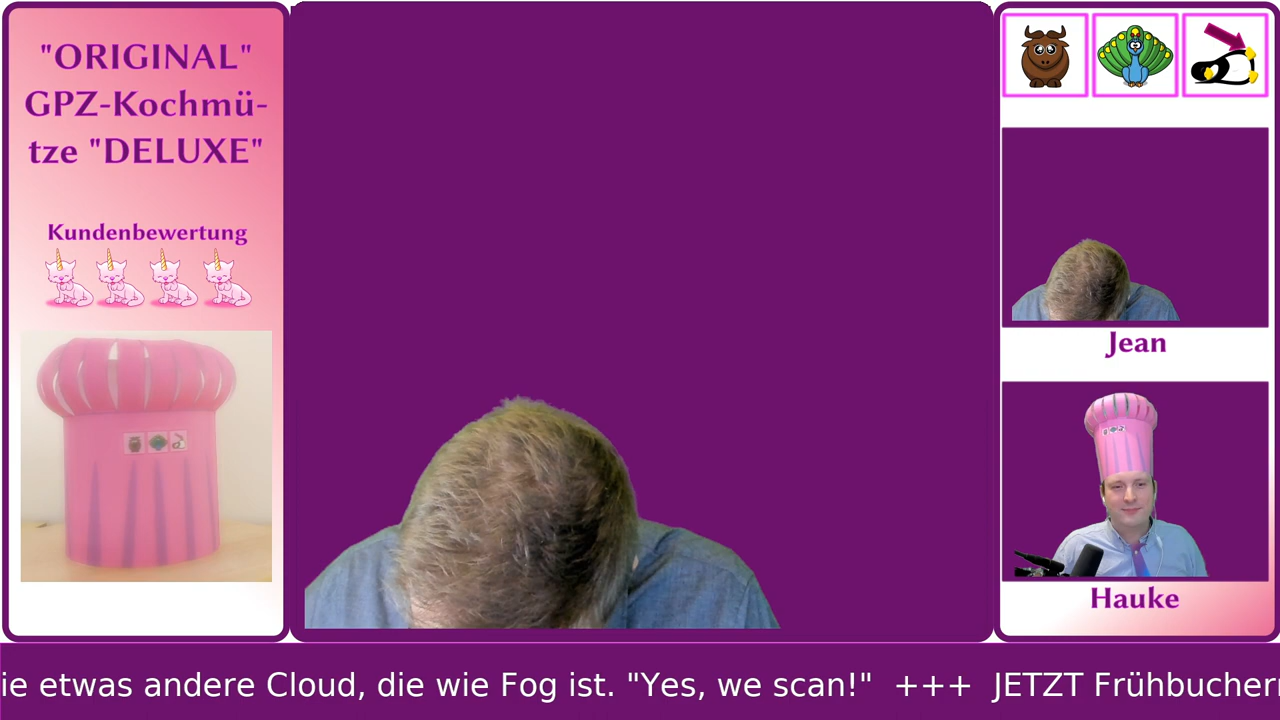 "ORIGINAL"
GPZ-Kochmü-
tze "DELUXE"
Kundenbewertung
Jean
Hauke
ie etwas andere Cloud, die wie Fog ist. "Yes, we scan!" +++ JETZT Frühbucher